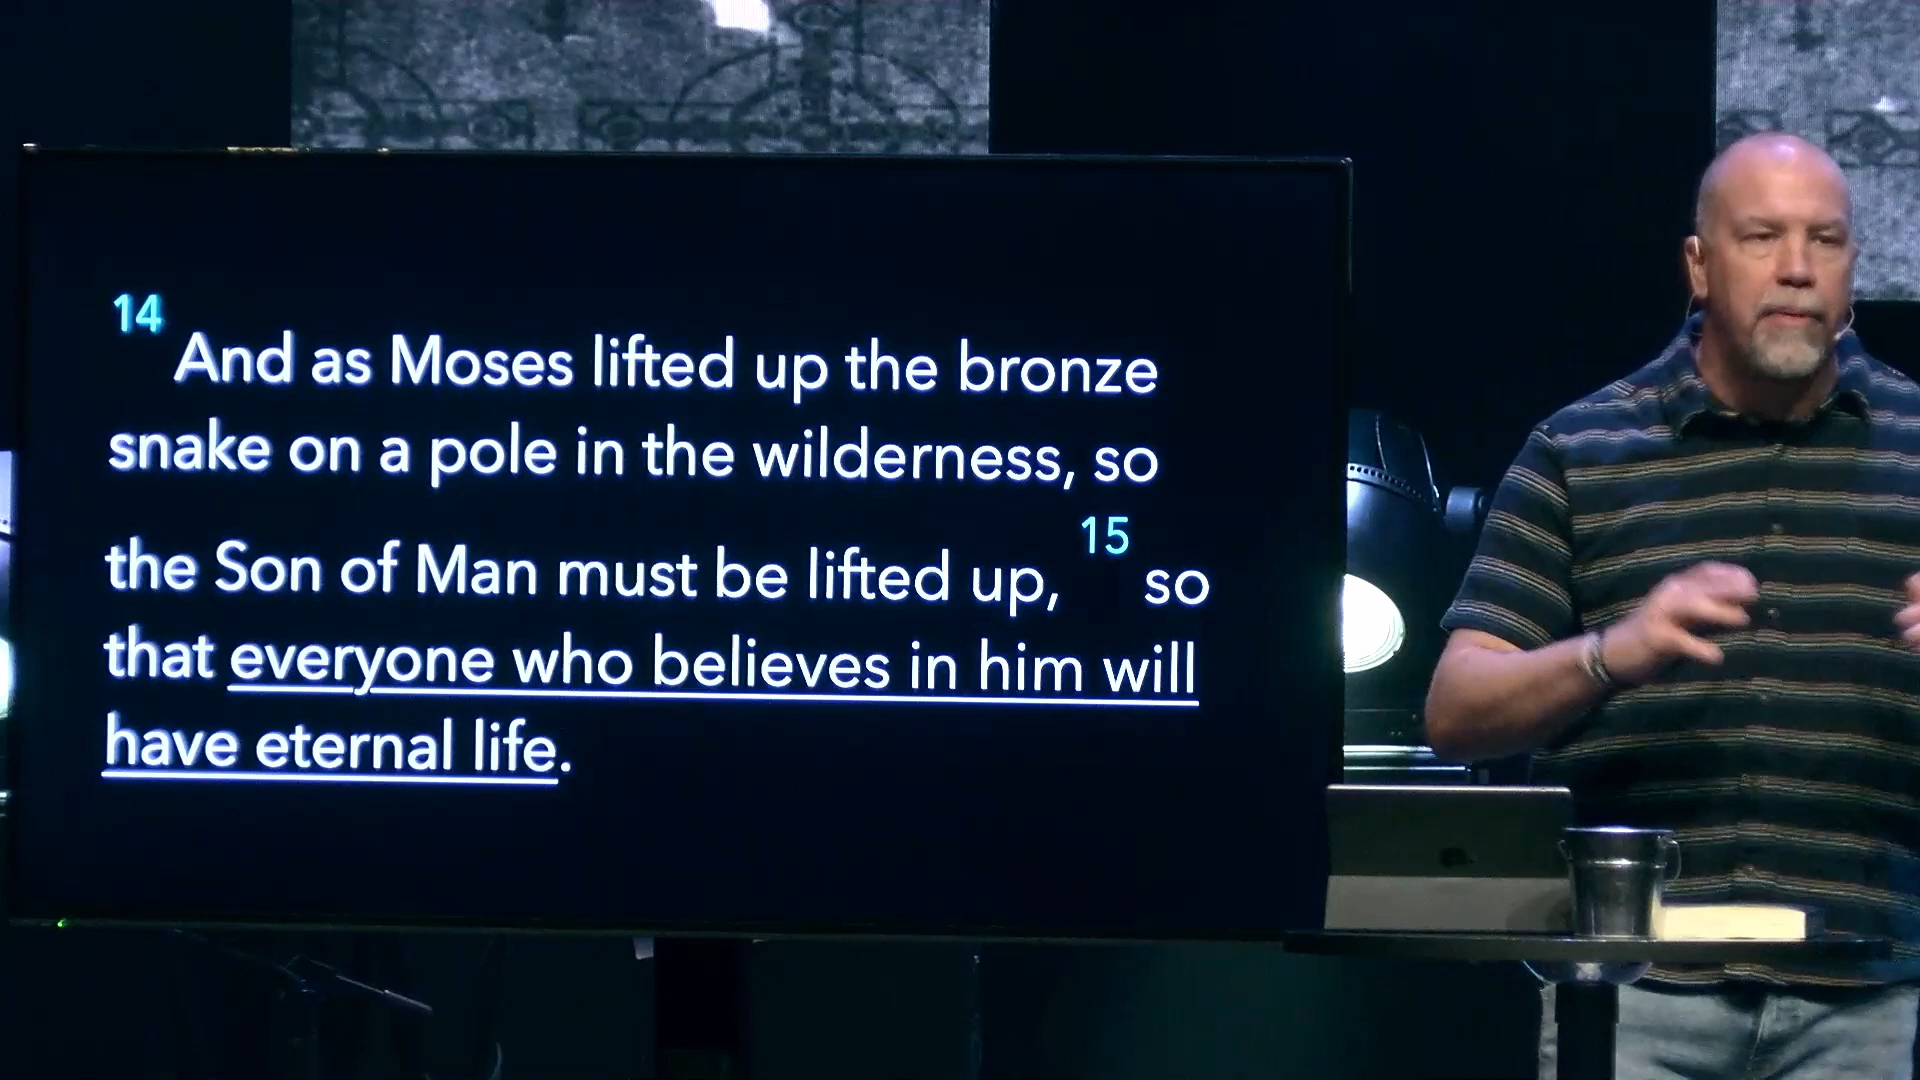 14 And as Moses lifted up the bronze
snake on a pole in the wilderness, so
the Son of Man must be lifted up, 15 so
that everyone who believes in him will
have eternal life.